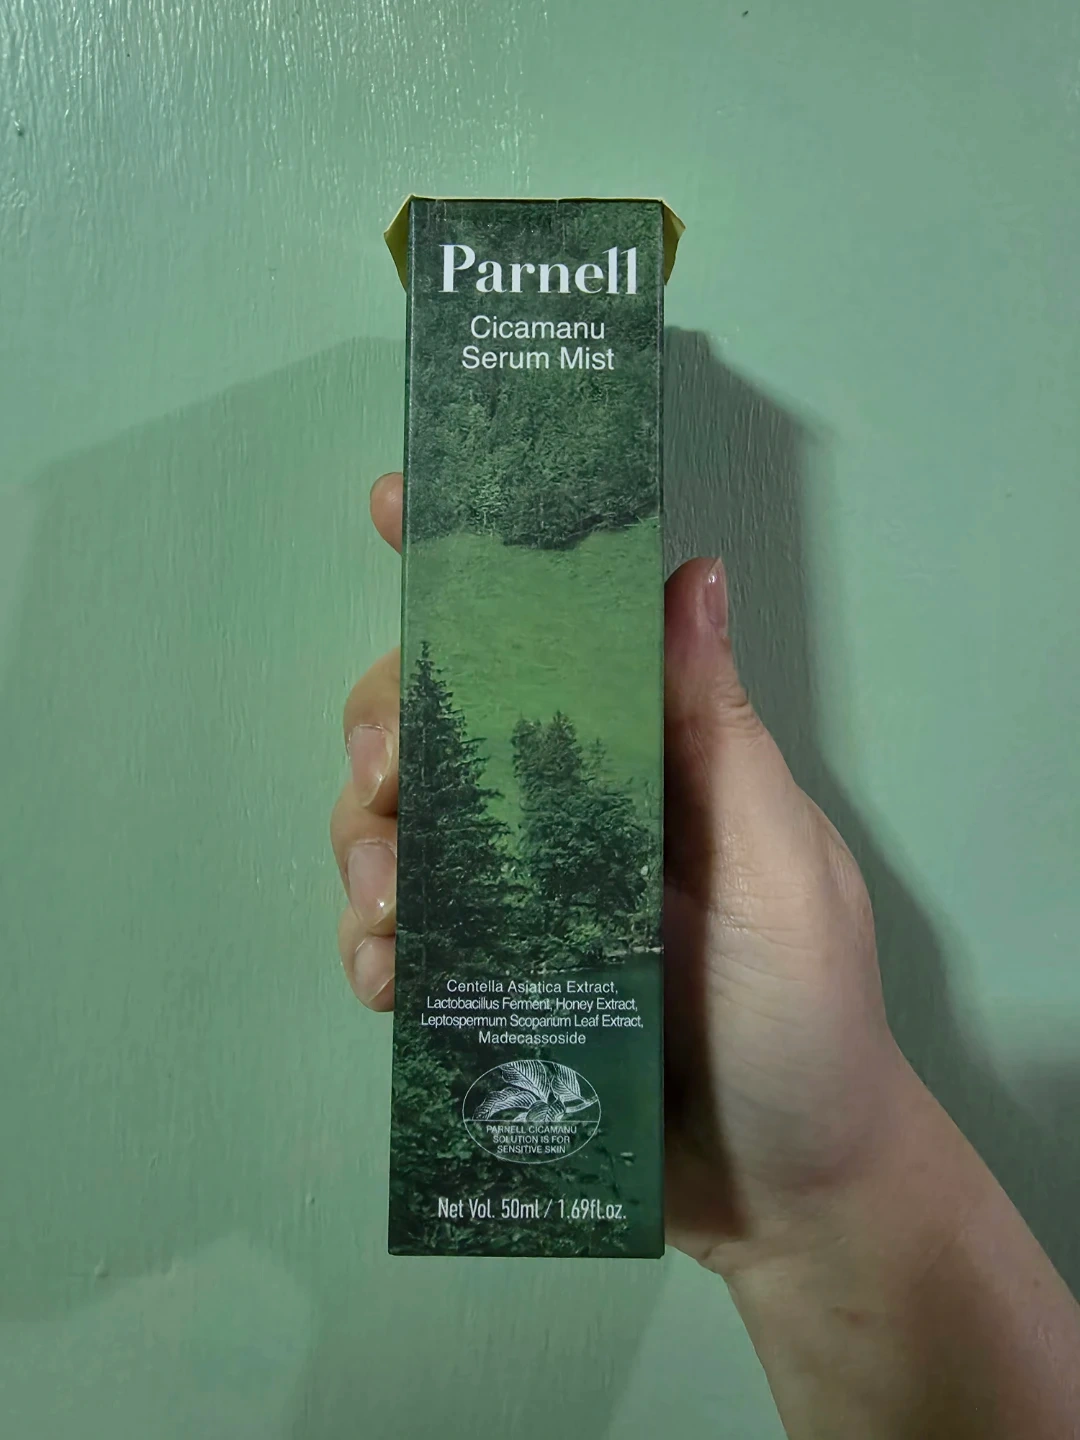 Parnell
Cicamanu
Serum Mist
Centella Asiatica Extract,
Lactobacillus Ferment, Honey Extract,
Leptospermum Scoparium Leaf Extract,
Madecassoside
PARNELL CICAMANU
SOLUTION IS FOR
SENSITIVE SKIN
Net Vol. 50ml / 1.69fl.oz.